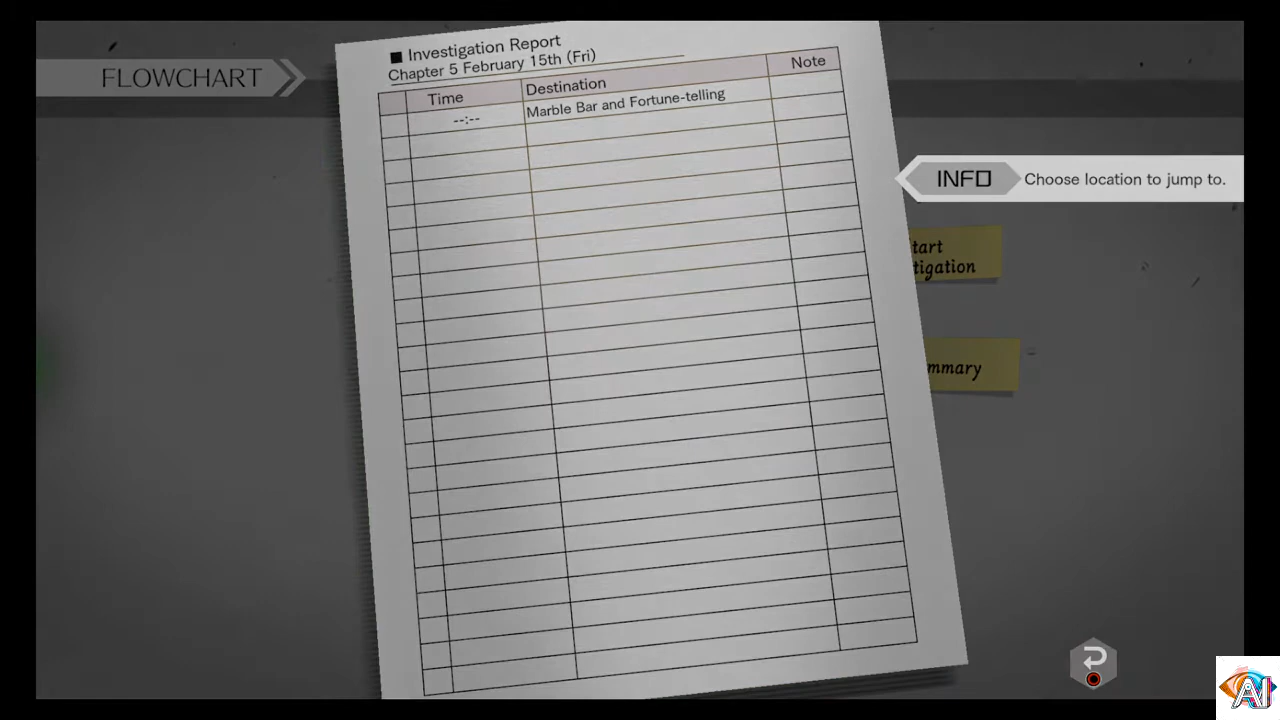 FLOWCHART
■ Investigation Report
Chapter 5 February 15th (Fri)
Time Destination Note
--:-- Marble Bar and Fortune-telling
INFO Choose location to jump to.
tart
tigation
mmary
AI